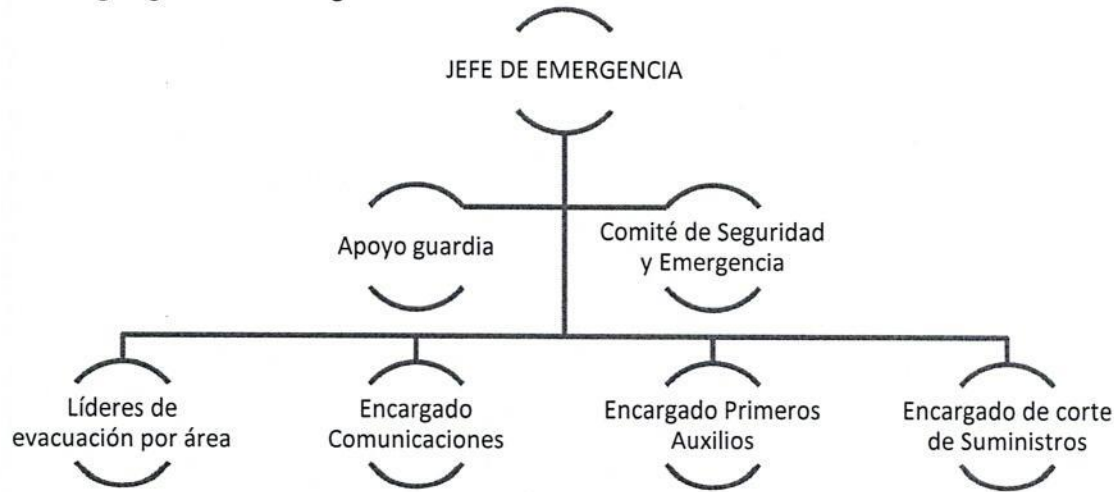 JEFE DE EMERGENCIA
Apoyo guardia
Comité de Seguridad
y Emergencia
Líderes de
evacuación por área
Encargado
Comunicaciones
Encargado Primeros
Auxilios
Encargado de corte
de Suministros